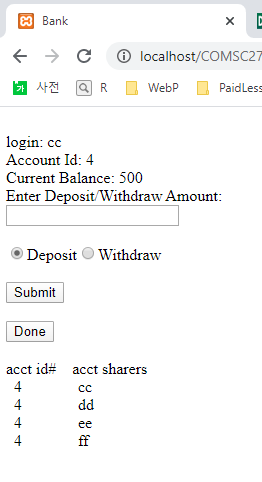 Bank
localhost/COMSC27
사전 R WebP PaidLess
login: cc
Account Id: 4
Current Balance: 500
Enter Deposit/Withdraw Amount:
Deposit Withdraw
Submit
Done
acct id# acct sharers
4 cc
4 dd
4 ee
4 ff